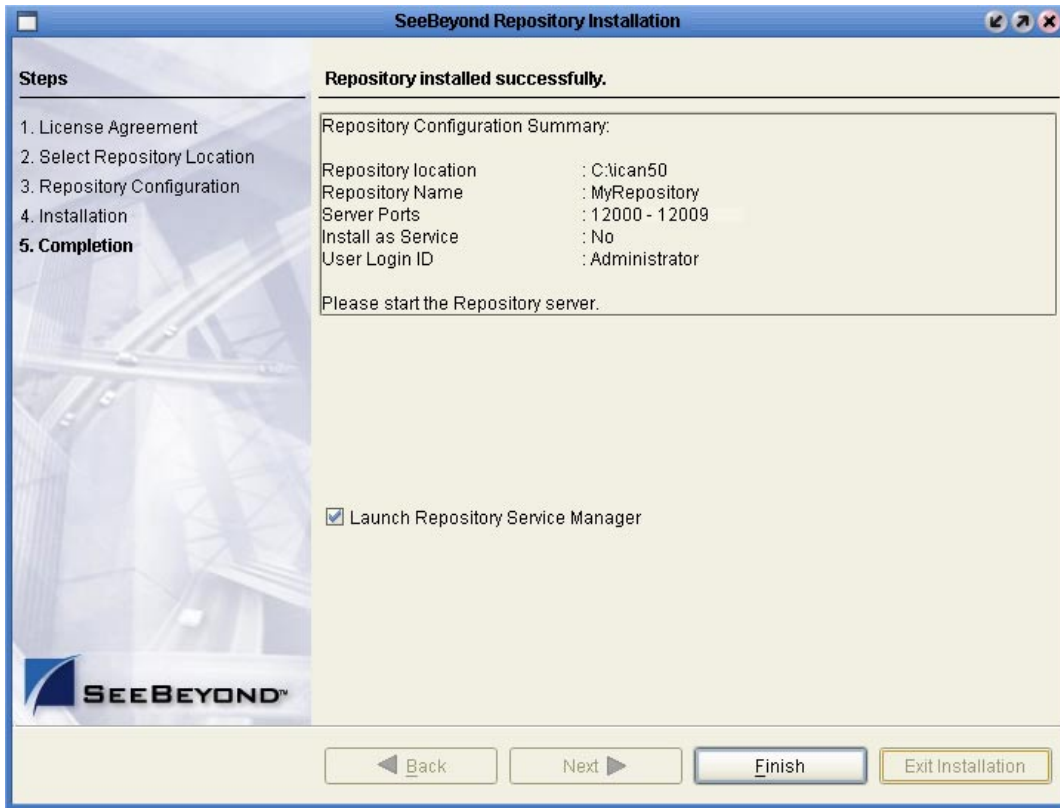 SeeBeyond Repository Installation
Steps
1. License Agreement
2. Select Repository Location
3. Repository Configuration
4. Installation
5. Completion
Repository installed successfully.
Repository Configuration Summary:
Repository location : C:\ican50
Repository Name : MyRepository
Server Ports : 12000 - 12009
Install as Service : No
User Login ID : Administrator
Please start the Repository server.
Launch Repository Service Manager
SEEBEYOND™
Back
Next
Finish
Exit Installation